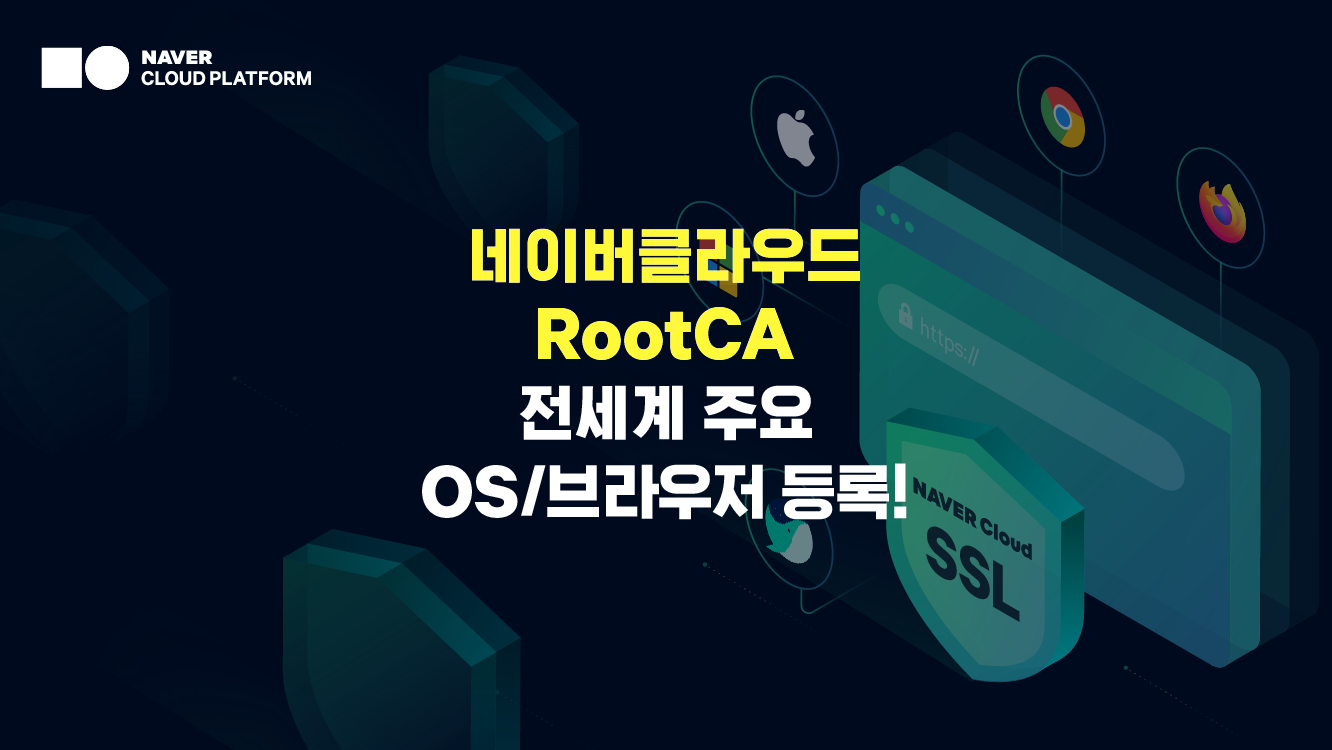 NAVER
CLOUD PLATFORM
네이버클라우드
RootCA
전세계 주요
OS/브라우저 등록!
https://
NAVER Cloud
SSL